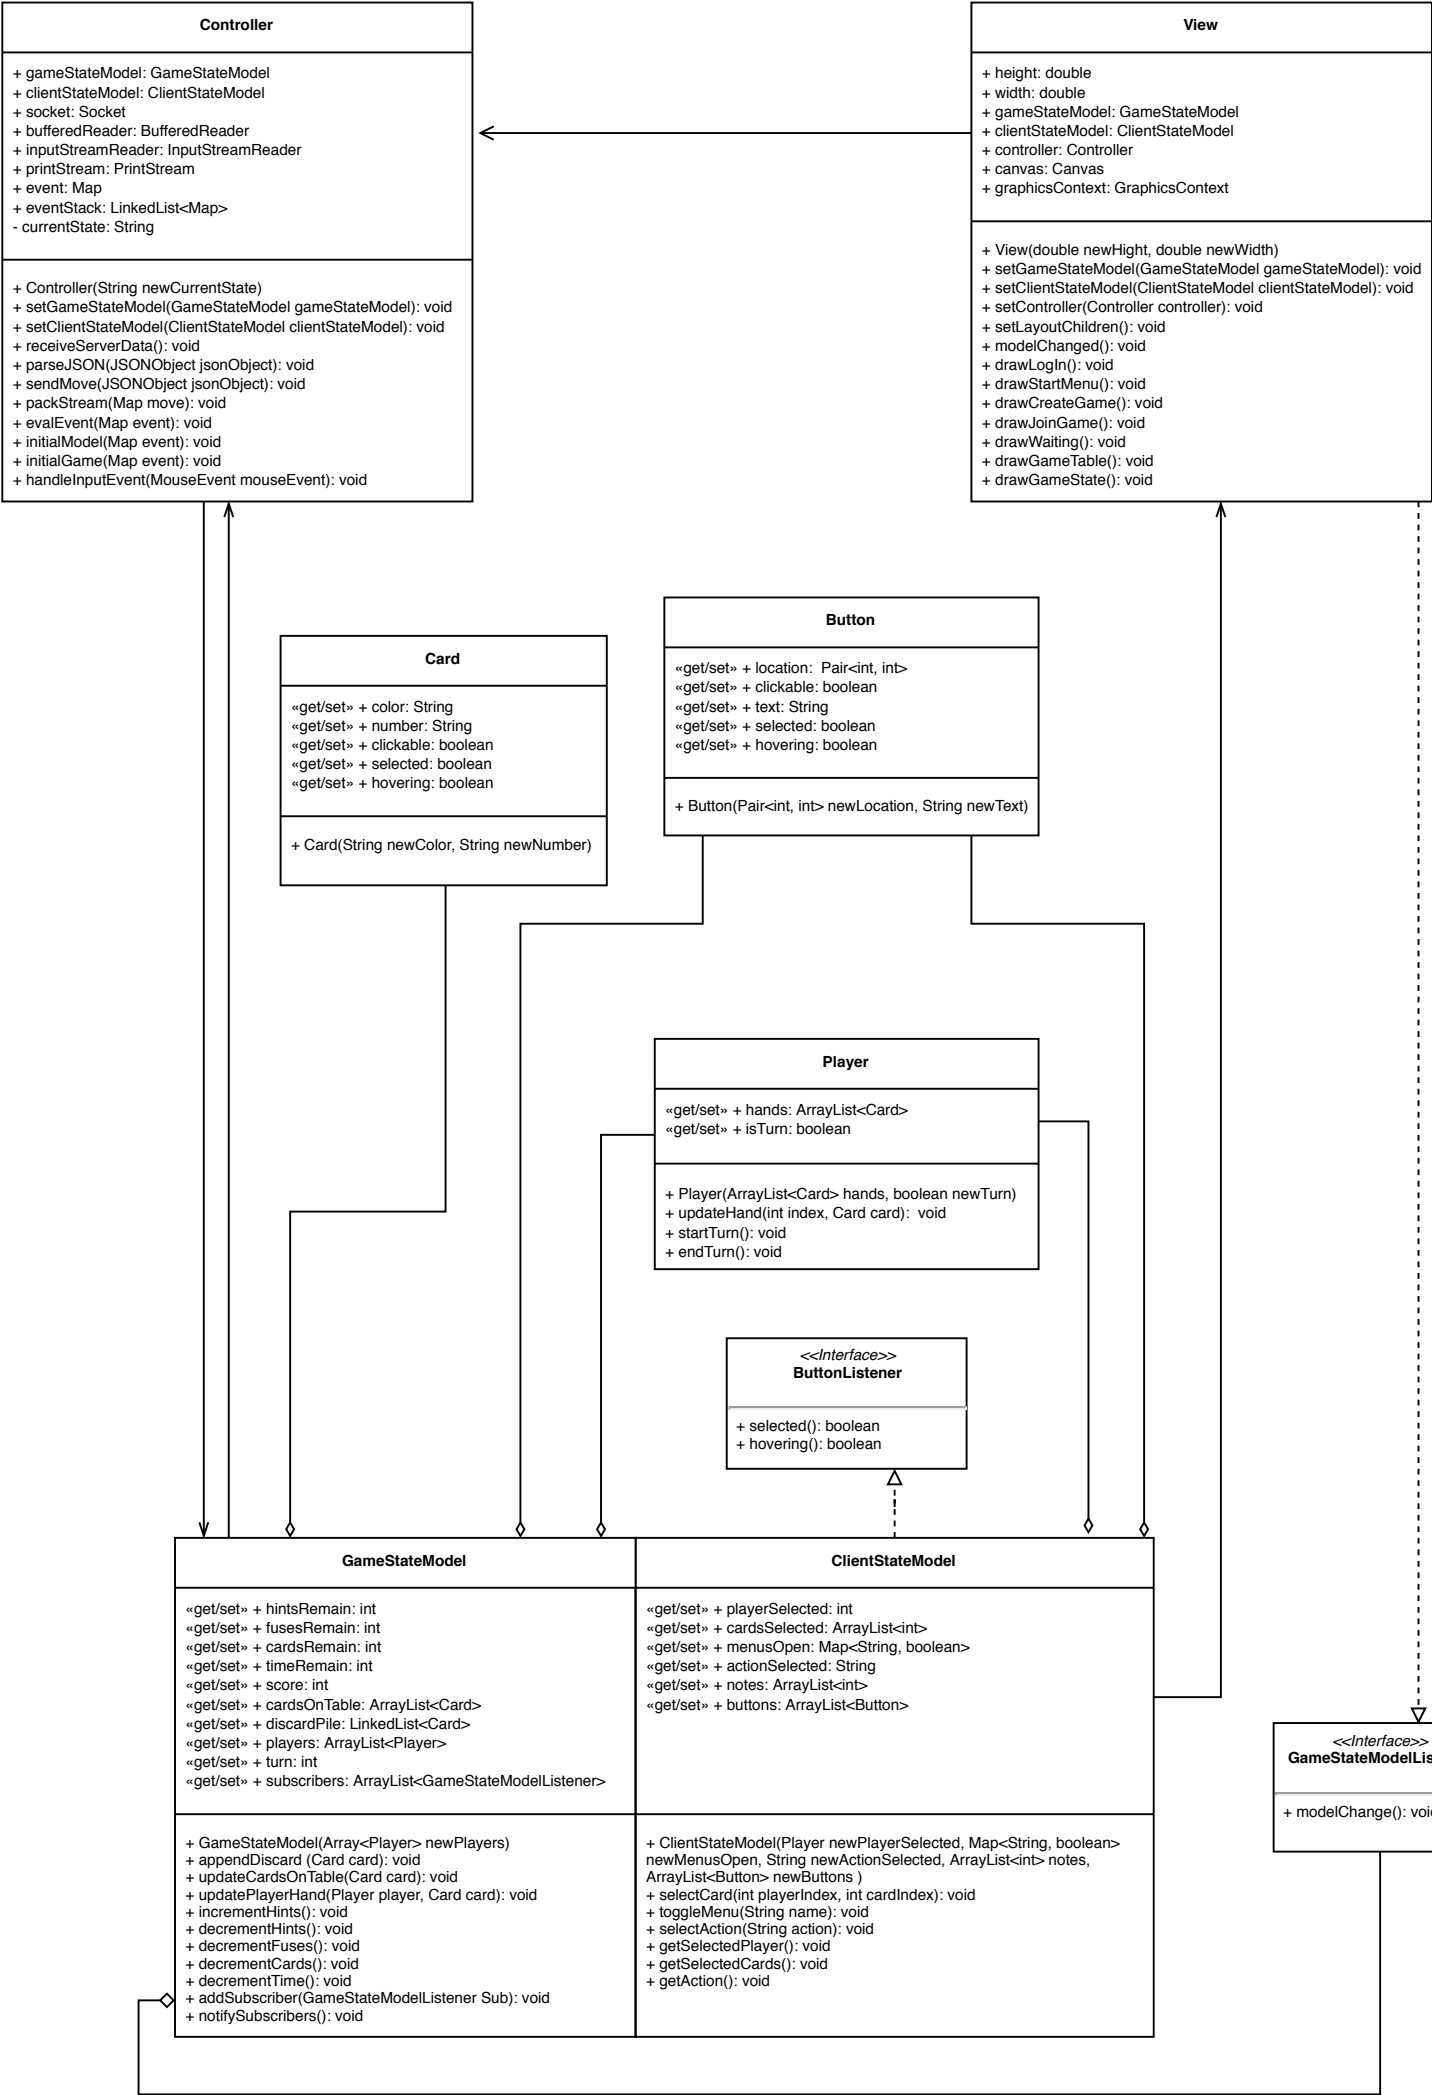 Controller
+ gameStateModel: GameStateModel
+ clientStateModel: ClientStateModel
+ socket: Socket
+ bufferedReader: BufferedReader
+ inputStreamReader: InputStreamReader
+ printStream: PrintStream
+ event: Map
+ eventStack: LinkedList<Map>
- currentState: String
+ Controller(String newCurrentState)
+ setGameStateModel(GameStateModel gameStateModel): void
+ setClientStateModel(ClientStateModel clientStateModel): void
+ receiveServerData(): void
+ parseJSON(JSONObject jsonObject): void
+ sendMove(JSONObject jsonObject): void
+ packStream(Map move): void
+ evalEvent(Map event): void
+ initialModel(Map event): void
+ initialGame(Map event): void
+ handleInputEvent(MouseEvent mouseEvent): void
View
+ height: double
+ width: double
+ gameStateModel: GameStateModel
+ clientStateModel: ClientStateModel
+ controller: Controller
+ canvas: Canvas
+ graphicsContext: GraphicsContext
+ View(double newHight, double newWidth)
+ setGameStateModel(GameStateModel gameStateModel): void
+ setClientStateModel(ClientStateModel clientStateModel): void
+ setController(Controller controller): void
+ setLayoutChildren(): void
+ modelChanged(): void
+ drawLogIn(): void
+ drawStartMenu(): void
+ drawCreateGame(): void
+ drawJoinGame(): void
+ drawWaiting(): void
+ drawGameTable(): void
+ drawGameState(): void
Card
«get/set» + color: String
«get/set» + number: String
«get/set» + clickable: boolean
«get/set» + selected: boolean
«get/set» + hovering: boolean
+ Card(String newColor, String newNumber)
Button
«get/set» + location:  Pair<int, int>
«get/set» + clickable: boolean
«get/set» + text: String
«get/set» + selected: boolean
«get/set» + hovering: boolean
+ Button(Pair<int, int> newLocation, String newText)
Player
«get/set» + hands: ArrayList<Card>
«get/set» + isTurn: boolean
+ Player(ArrayList<Card> hands, boolean newTurn)
+ updateHand(int index, Card card):  void
+ startTurn(): void
+ endTurn(): void
<<Interface>>
ButtonListener
+ selected(): boolean
+ hovering(): boolean
GameStateModel
«get/set» + hintsRemain: int
«get/set» + fusesRemain: int
«get/set» + cardsRemain: int
«get/set» + timeRemain: int
«get/set» + score: int
«get/set» + cardsOnTable: ArrayList<Card>
«get/set» + discardPile: LinkedList<Card>
«get/set» + players: ArrayList<Player>
«get/set» + turn: int
«get/set» + subscribers: ArrayList<GameStateModelListener>
+ GameStateModel(Array<Player> newPlayers)
+ appendDiscard (Card card): void
+ updateCardsOnTable(Card card): void
+ updatePlayerHand(Player player, Card card): void
+ incrementHints(): void
+ decrementHints(): void
+ decrementFuses(): void
+ decrementCards(): void
+ decrementTime(): void
+ addSubscriber(GameStateModelListener Sub): void
+ notifySubscribers(): void
ClientStateModel
«get/set» + playerSelected: int
«get/set» + cardsSelected: ArrayList<int>
«get/set» + menusOpen: Map<String, boolean>
«get/set» + actionSelected: String
«get/set» + notes: ArrayList<int>
«get/set» + buttons: ArrayList<Button>
+ ClientStateModel(Player newPlayerSelected, Map<String, boolean>
newMenusOpen, String newActionSelected, ArrayList<int> notes,
ArrayList<Button> newButtons )
+ selectCard(int playerIndex, int cardIndex): void
+ toggleMenu(String name): void
+ selectAction(String action): void
+ getSelectedPlayer(): void
+ getSelectedCards(): void
+ getAction(): void
<<Interface>>
GameStateModelLis
+ modelChange(): voi